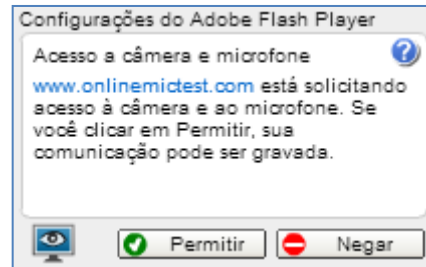 Configurações do Adobe Flash Player
Acesso a câmera e microfone
www.onlinemictest.com está solicitando
acesso à câmera e ao microfone. Se
você clicar em Permitir, sua
comunicação pode ser gravada.
Permitir
Negar